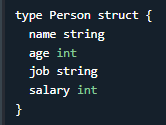 type Person struct {
  name string
  age int
  job string
  salary int
}